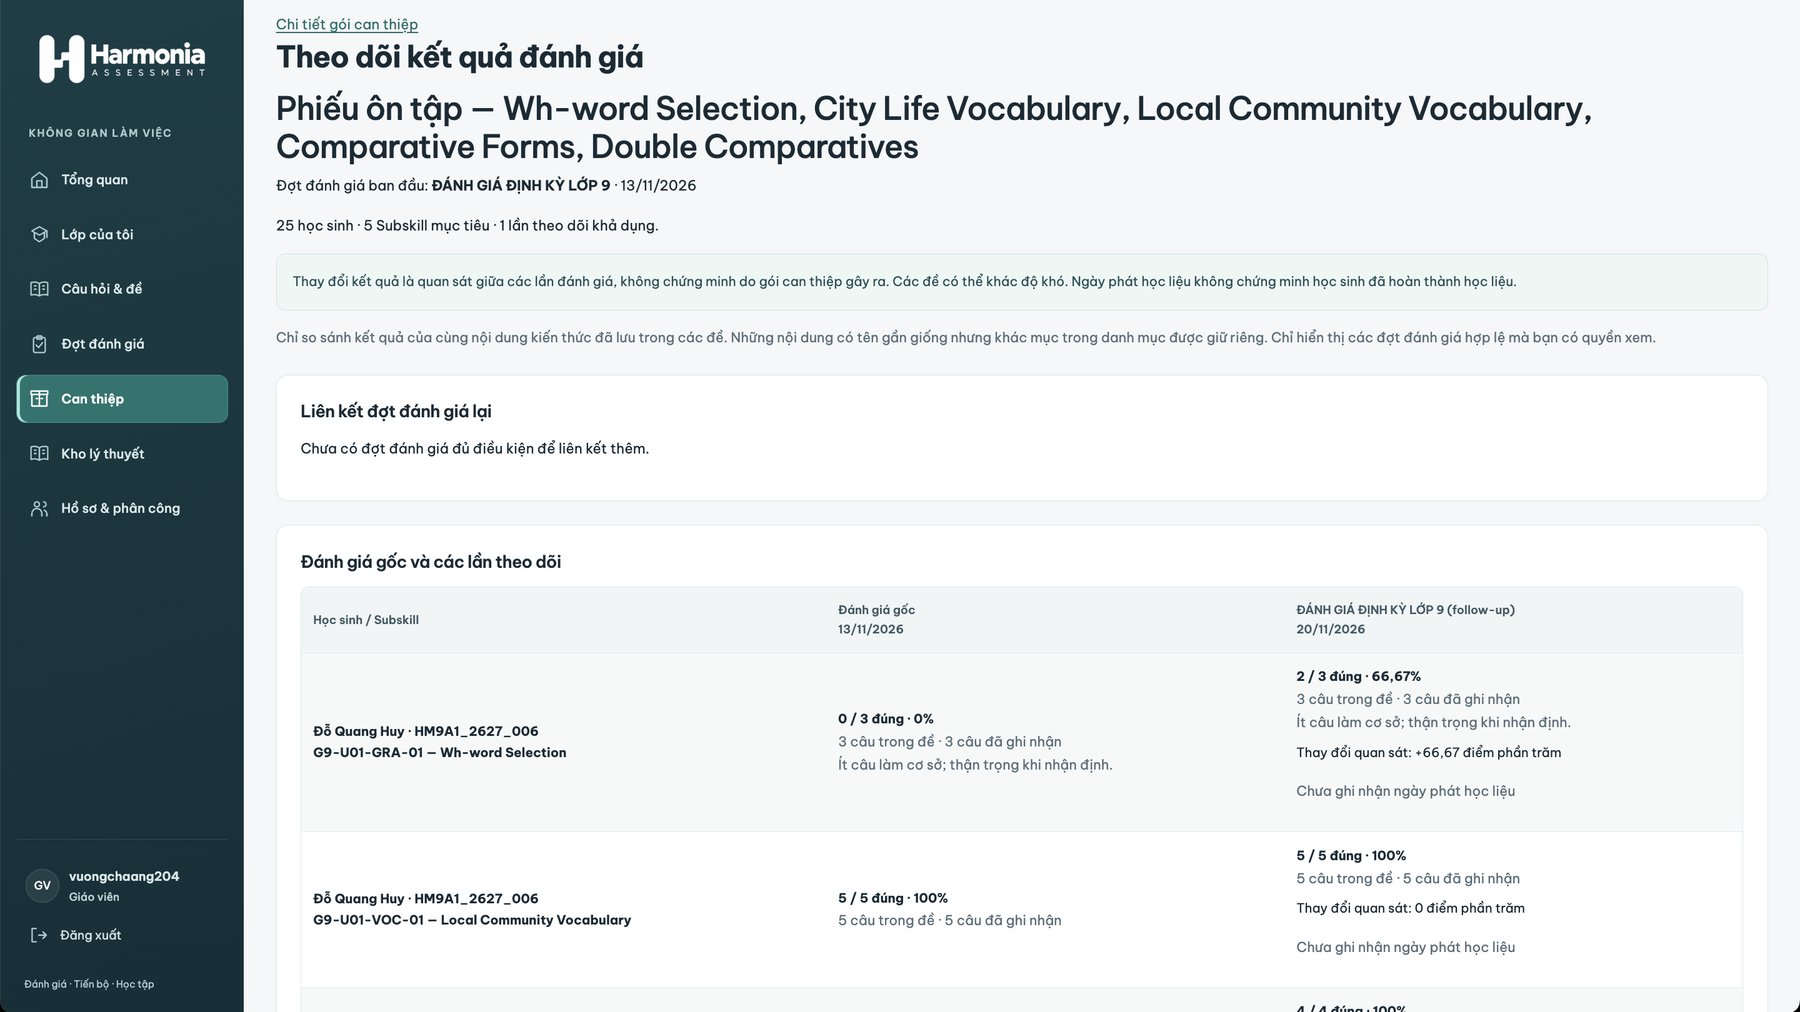 Harmonia
ASSESSMENT
KHÔNG GIAN LÀM VIỆC
Tổng quan
Lớp của tôi
Câu hỏi & đề
Đợt đánh giá
Can thiệp
Kho lý thuyết
Hồ sơ & phân công
GV
vuongchaang204
Giáo viên
Đăng xuất
Đánh giá · Tiến bộ · Học tập
Chi tiết gói can thiệp
Theo dõi kết quả đánh giá
Phiếu ôn tập — Wh-word Selection, City Life Vocabulary, Local Community Vocabulary,
Comparative Forms, Double Comparatives
Đợt đánh giá ban đầu: ĐÁNH GIÁ ĐỊNH KỲ LỚP 9 · 13/11/2026
25 học sinh · 5 Subskill mục tiêu · 1 lần theo dõi khả dụng.
Thay đổi kết quả là quan sát giữa các lần đánh giá, không chứng minh do gói can thiệp gây ra. Các đề có thể khác độ khó. Ngày phát học liệu không chứng minh học sinh đã hoàn thành học liệu.
Chỉ so sánh kết quả của cùng nội dung kiến thức đã lưu trong các đề. Những nội dung có tên gần giống nhưng khác mục trong danh mục được giữ riêng. Chỉ hiển thị các đợt đánh giá hợp lệ mà bạn có quyền xem.
Liên kết đợt đánh giá lại
Chưa có đợt đánh giá đủ điều kiện để liên kết thêm.
Đánh giá gốc và các lần theo dõi
Học sinh / Subskill
Đánh giá gốc
13/11/2026
ĐÁNH GIÁ ĐỊNH KỲ LỚP 9 (follow-up)
20/11/2026
Đỗ Quang Huy · HM9A1_2627_006
G9-U01-GRA-01 — Wh-word Selection
0 / 3 đúng · 0%
3 câu trong đề · 3 câu đã ghi nhận
Ít câu làm cơ sở; thận trọng khi nhận định.
2 / 3 đúng · 66,67%
3 câu trong đề · 3 câu đã ghi nhận
Ít câu làm cơ sở; thận trọng khi nhận định.
Thay đổi quan sát: +66,67 điểm phần trăm
Chưa ghi nhận ngày phát học liệu
Đỗ Quang Huy · HM9A1_2627_006
G9-U01-VOC-01 — Local Community Vocabulary
5 / 5 đúng · 100%
5 câu trong đề · 5 câu đã ghi nhận
5 / 5 đúng · 100%
5 câu trong đề · 5 câu đã ghi nhận
Thay đổi quan sát: 0 điểm phần trăm
Chưa ghi nhận ngày phát học liệu
4 / 4 đúng · 100%